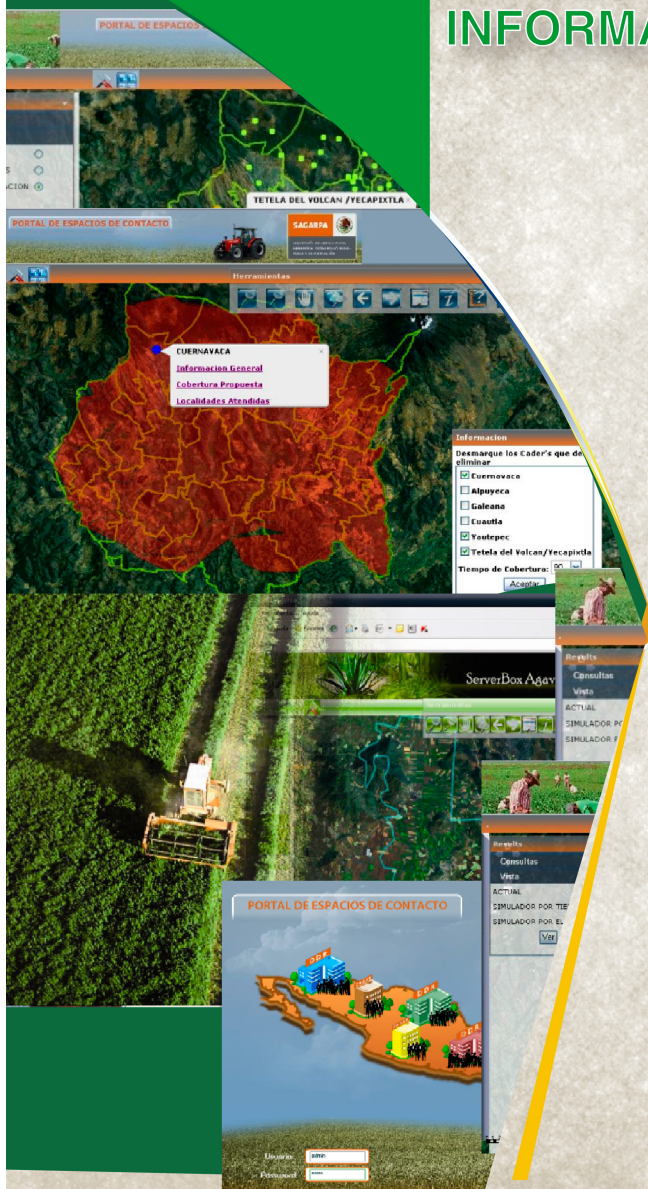 INFORMA
PORTAL DE ESPACIOS
TETELA DEL VOLCAN /YECAPIXTLA
PORTAL DE ESPACIOS DE CONTACTO
SAGARPA
Herramientas
CUERNAVACA
Informacion General
Cobertura Propuesta
Localidades Atendidas
Informacion
Desmarque los Cader's que de
eliminar
Cuernavaca
Alpuyeca
Galeana
Cuautla
Yautepec
Tetela del Volcan/Yecapixtla
Tiempo de Cobertura: 90
Aceptar
ServerBox Agav
Results
Consultas
Vista
ACTUAL
SIMULADOR PO
SIMULADOR P
Results
Consultas
Vista
ACTUAL
SIMULADOR POR TIE
SIMULADOR POR EL
Ver
PORTAL DE ESPACIOS DE CONTACTO
DDR
Usuario admin
Password